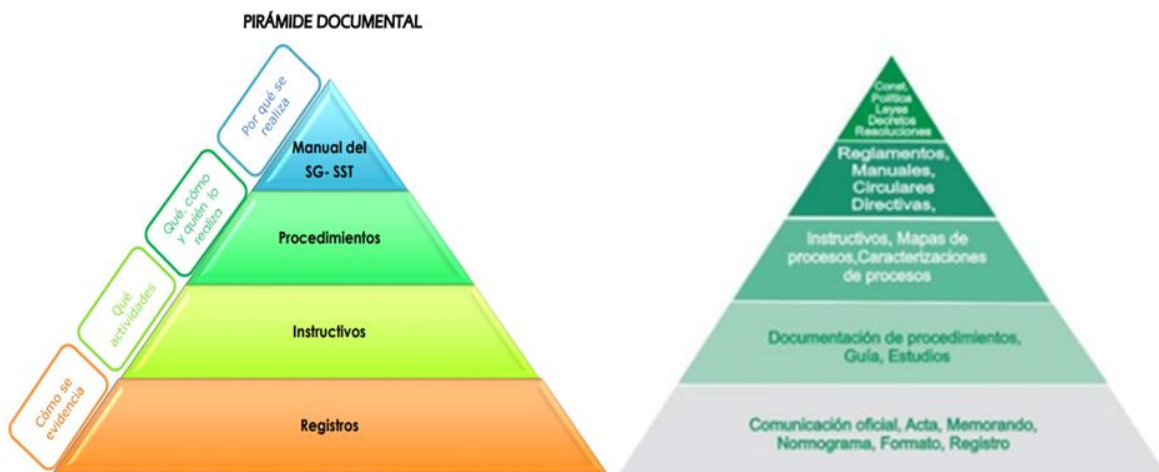 PIRÁMIDE DOCUMENTAL
Por qué se
realiza
Manual del
SG- SST
Qué, cómo
y quién lo
realiza
Procedimientos
Qué
actividades
Instructivos
Cómo se
evidencia
Registros
Const.
Política
Leyes
Decretos
Resoluciones
Reglamentos,
Manuales,
Circulares
Directivas,
Instructivos, Mapas de
procesos,Caracterizaciones
de procesos
Documentación de procedimientos,
Guía, Estudios
Comunicación oficial, Acta, Memorando,
Normograma, Formato, Registro